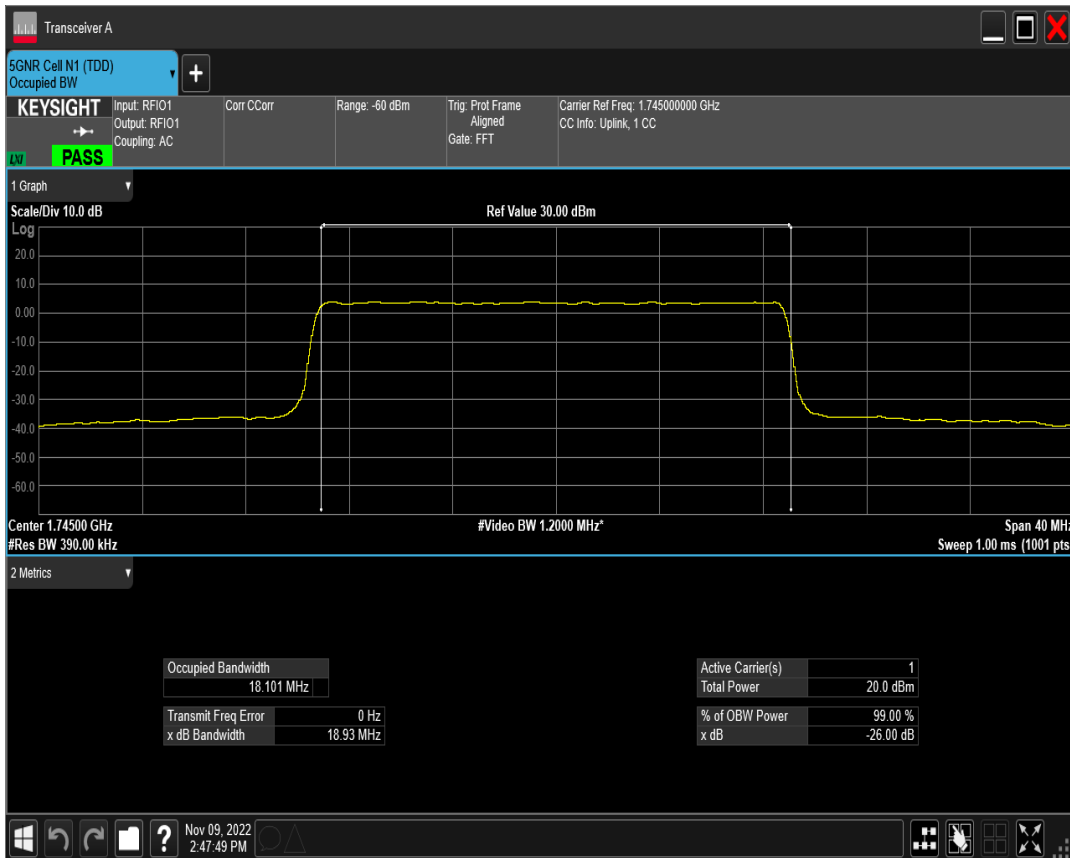 Transceiver A
5GNR Cell N1 (TDD)
Occupied BW
+
KEYSIGHT
LXI
PASS
Input: RFIO1
Output: RFIO1
Coupling: AC
Corr CCorr
Range: -60 dBm
Trig: Prot Frame
Aligned
Gate: FFT
Carrier Ref Freq: 1.745000000 GHz
CC Info: Uplink, 1 CC
1 Graph
Scale/Div 10.0 dB
Ref Value 30.00 dBm
Log
20.0
10.0
0.00
-10.0
-20.0
-30.0
-40.0
-50.0
-60.0
Center 1.74500 GHz
#Video BW 1.2000 MHz*
Span 40 MHz
#Res BW 390.00 kHz
Sweep 1.00 ms (1001 pts
2 Metrics
Occupied Bandwidth
18.101 MHz
Transmit Freq Error 0 Hz
x dB Bandwidth 18.93 MHz
Active Carrier(s) 1
Total Power 20.0 dBm
% of OBW Power 99.00 %
x dB -26.00 dB
?
Nov 09, 2022
2:47:49 PM